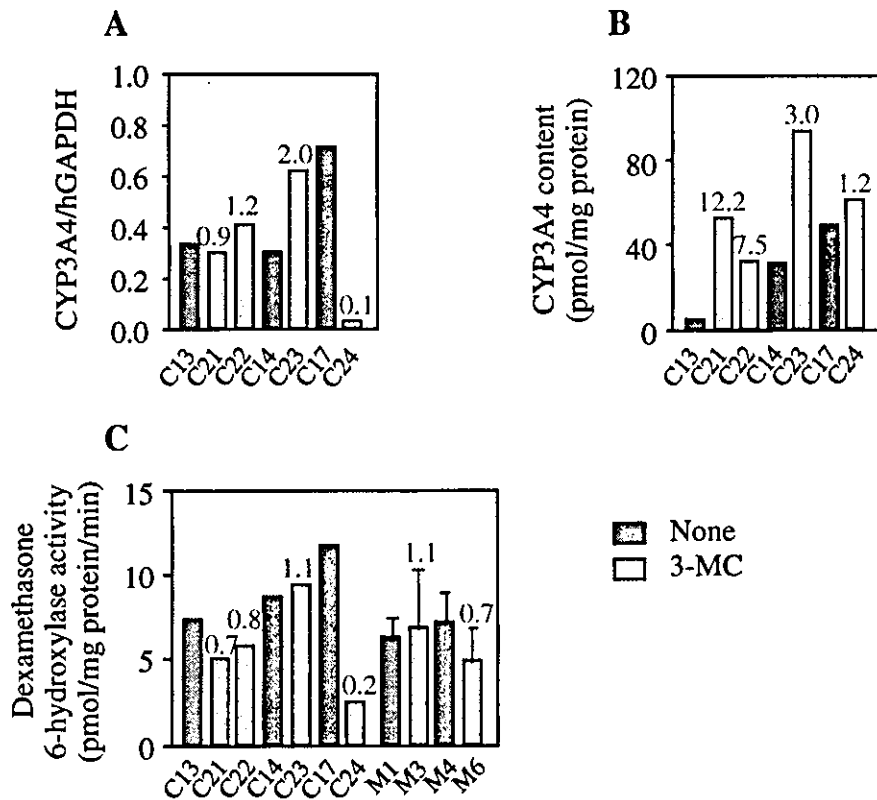 A
CYP3A4/hGAPDH
1.0
0.8
0.6
0.4
0.2
0.0
0.9
1.2
2.0
0.1
C13
C21
C22
C14
C23
C17
C24
B
CYP3A4 content
(pmol/mg protein)
120
80
40
0
12.2
7.5
3.0
1.2
C13
C21
C22
C14
C23
C17
C24
C
Dexamethasone
6-hydroxylase activity
(pmol/mg protein/min)
15
10
5
0
0.7
0.8
1.1
0.2
1.1
0.7
C13
C21
C22
C14
C23
C17
C24
M1
M3
M4
M6
None
3-MC